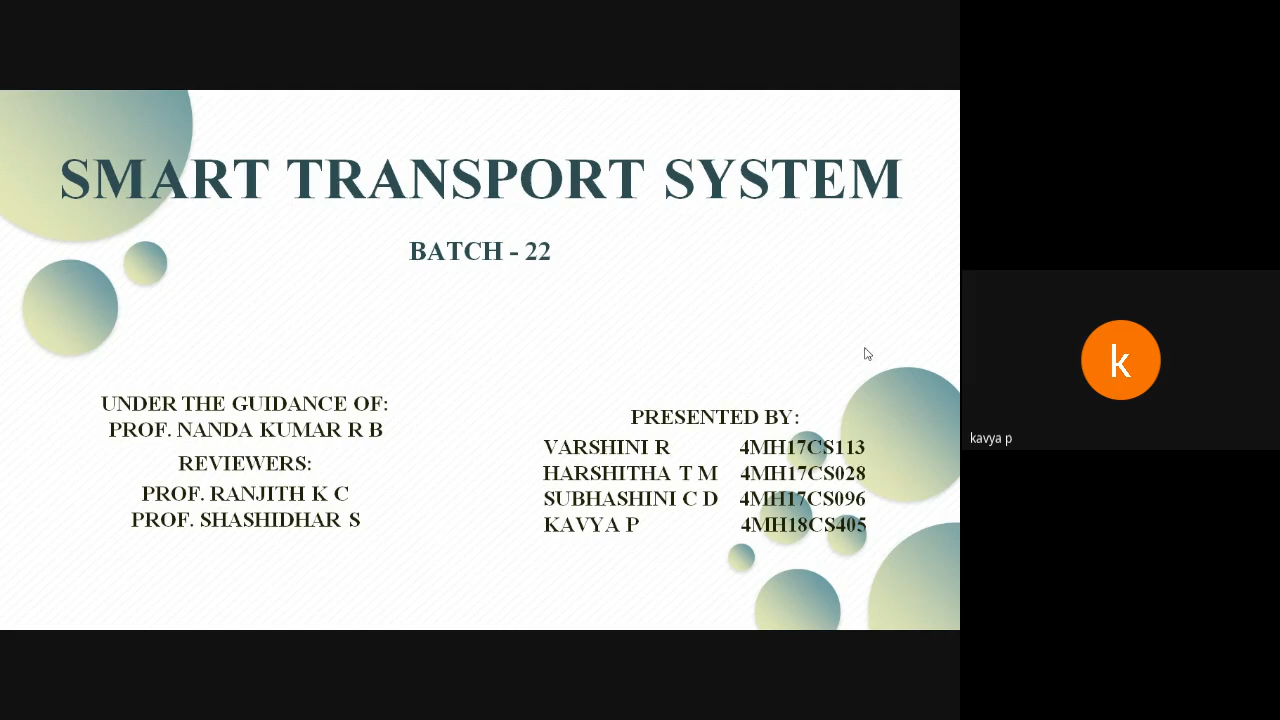 SMART TRANSPORT SYSTEM
BATCH - 22
UNDER THE GUIDANCE OF:
PROF. NANDA KUMAR R B
REVIEWERS:
PROF. RANJITH K C
PROF. SHASHIDHAR S
PRESENTED BY:
VARSHINI R 4MH17CS113
HARSHITHA T M 4MH17CS028
SUBHASHINI C D 4MH17CS096
KAVYA P 4MH18CS405
k
kavya p